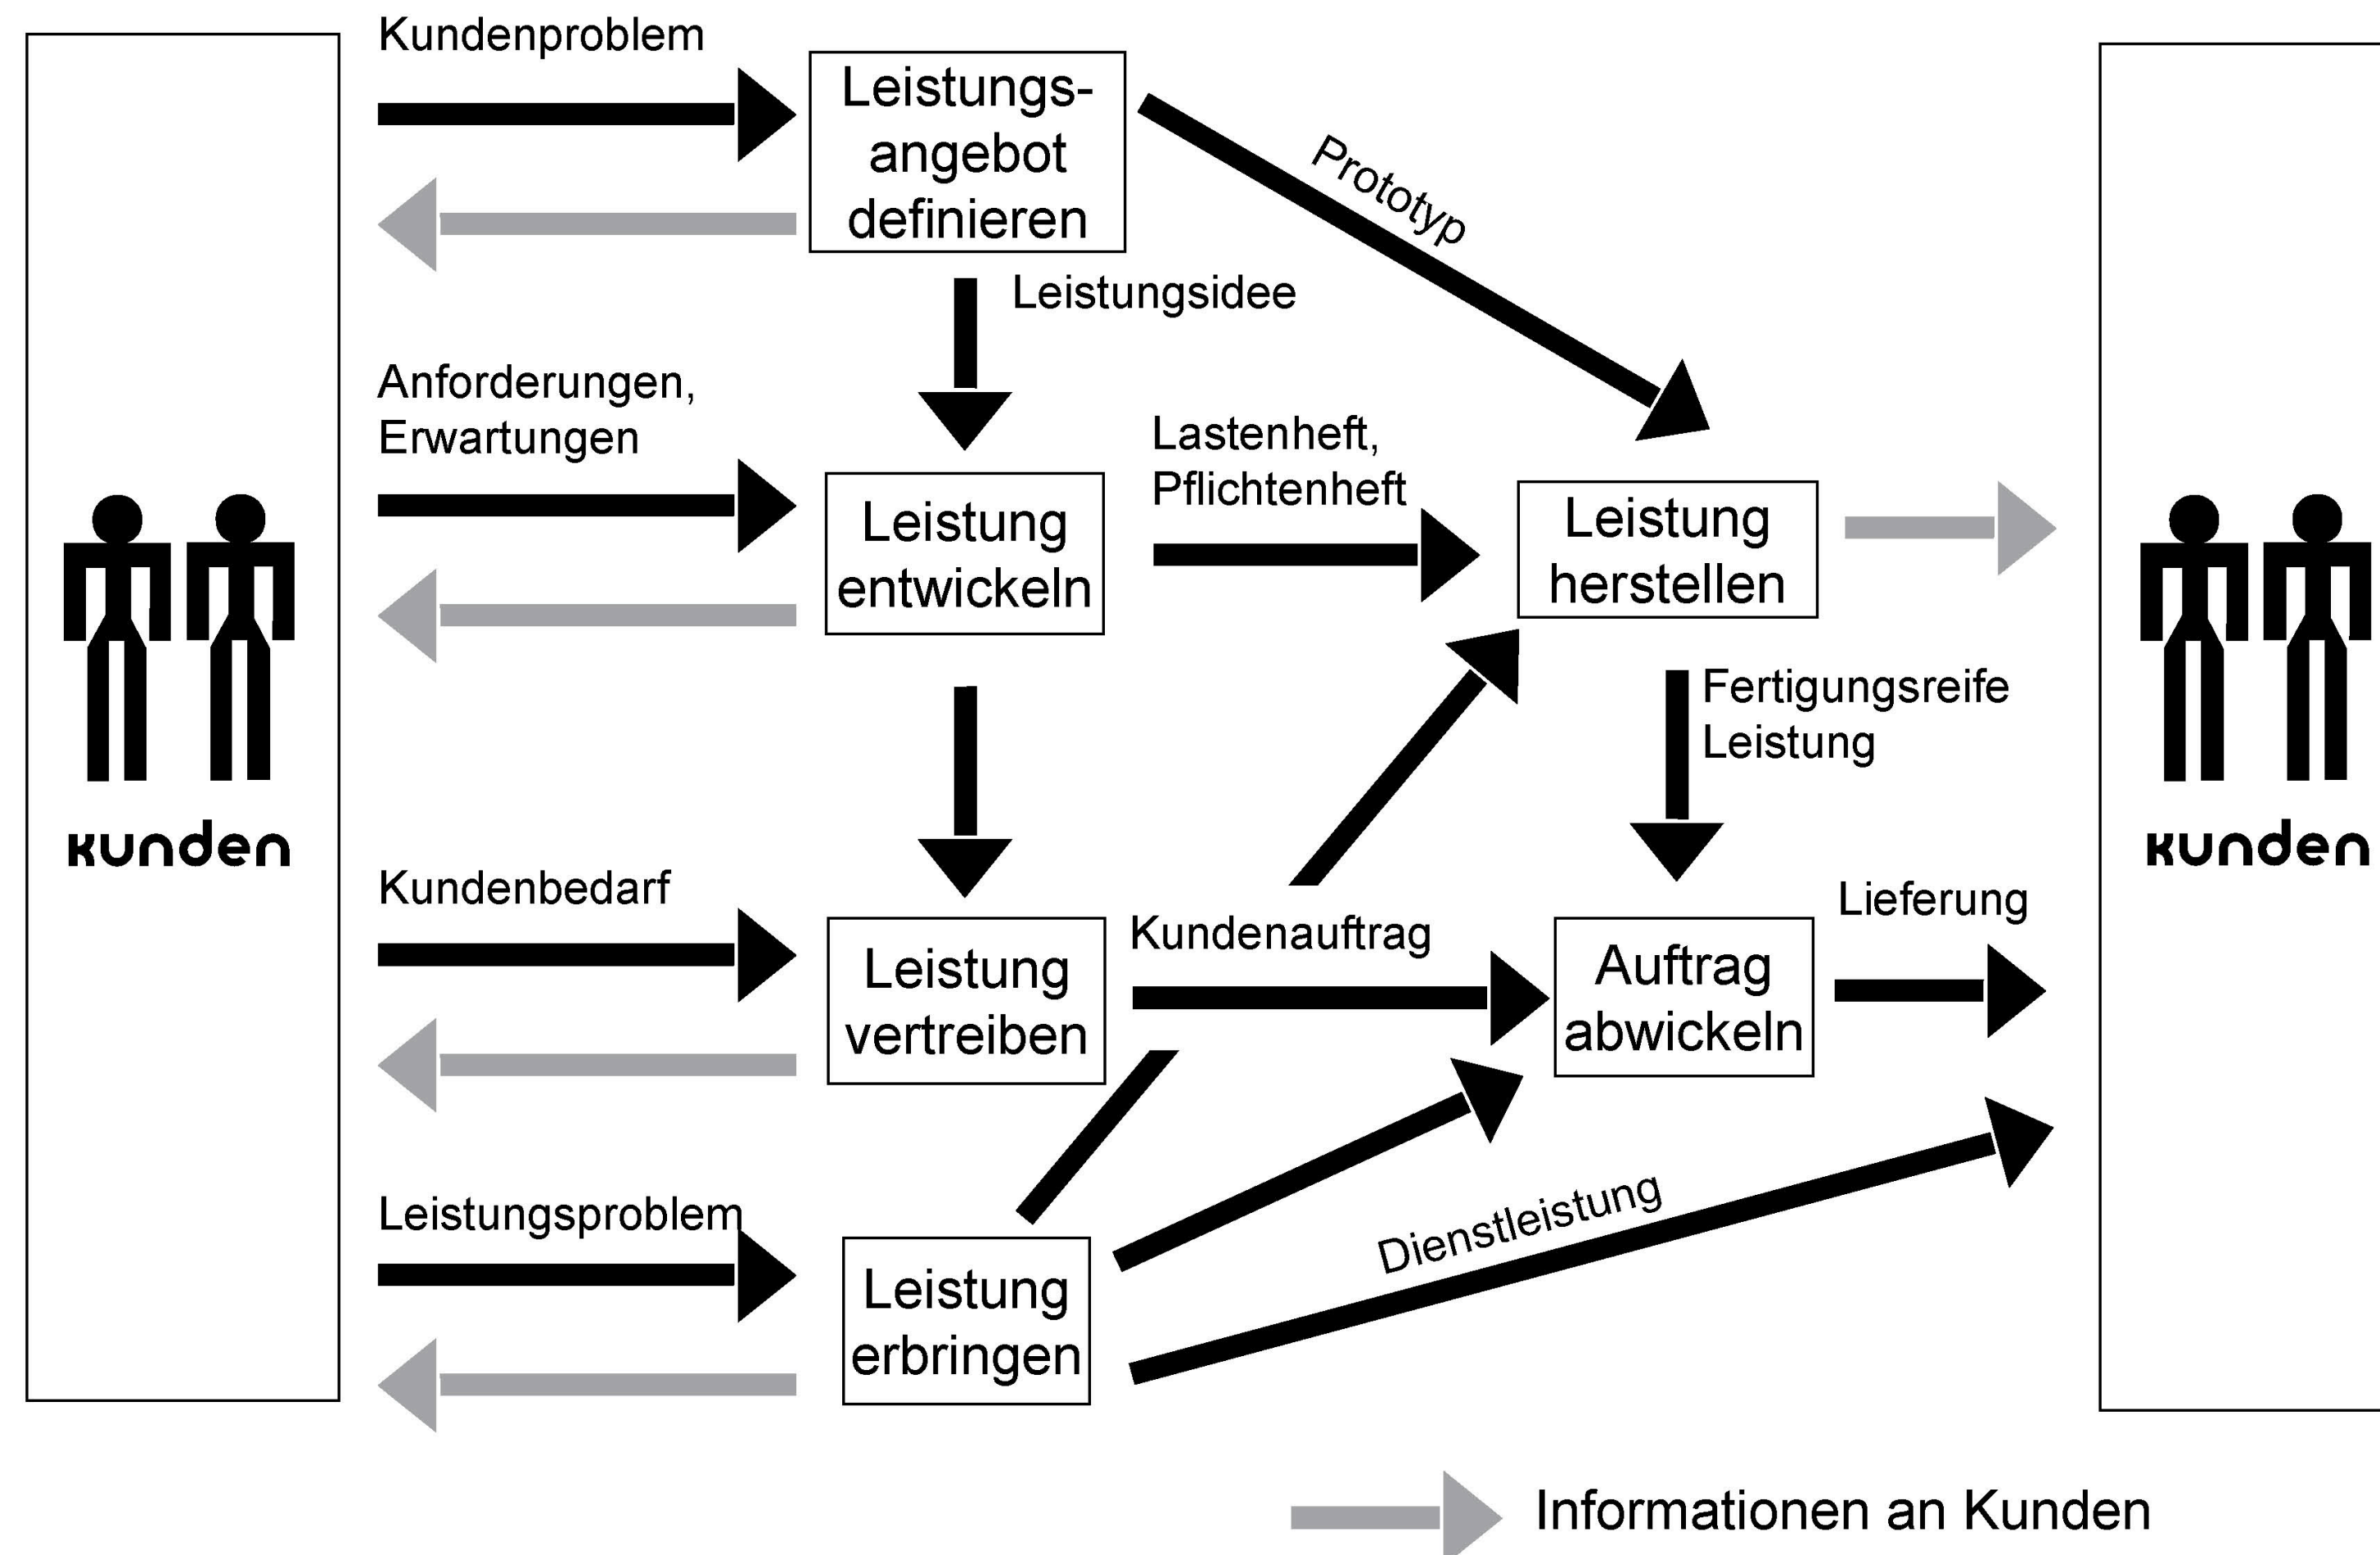 Kundenproblem
Leistungs-
angebot
definieren
Prototyp
Leistungsidee
Anforderungen,
Erwartungen
Lastenheft,
Pflichtenheft
Leistung
entwickeln
Leistung
herstellen
Fertigungsreife
Leistung
kunden
kunden
Kundenbedarf
Leistung
vertreiben
Kundenauftrag
Auftrag
abwickeln
Lieferung
Leistungsproblem
Leistung
erbringen
Dienstleistung
Informationen an Kunden